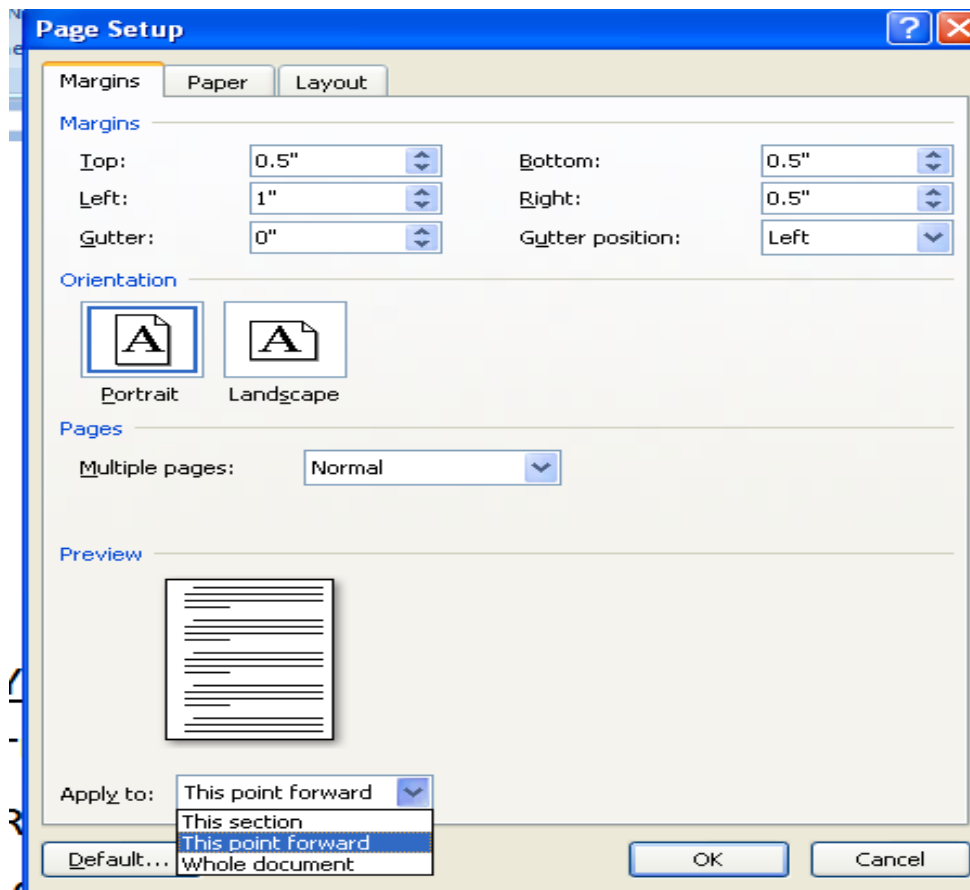 Page Setup
?
Margins Paper Layout
Margins
Top: 0.5" Bottom: 0.5"
Left: 1" Right: 0.5"
Gutter: 0" Gutter position: Left
Orientation
A A
Portrait Landscape
Pages
Multiple pages: Normal
Preview
Apply to: This point forward
This section
This point forward
Whole document
Default... OK Cancel